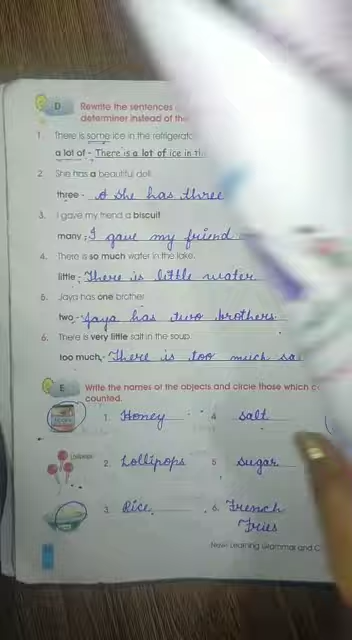 D Rewrite the sentences
determiner instead of the
1. There is some ice in the refrigerato
a lot of - There is a lot of ice in th
2. She has a beautiful doll.
three - A She has three
3. I gave my friend a biscuit
many : I gave my friend
4. There is so much water in the lake.
little : There is little water
5. Jaya has one brother
two - Jaya has two brothers
6. There is very little salt in the soup.
too much - There is too much sa
E Write the names of the objects and circle those which c
counted.
1. Honey 4. salt
Lollipops
2. Lollipops 5. sugar
3. Rice 6. French
Fries
New Learning Grammar and C